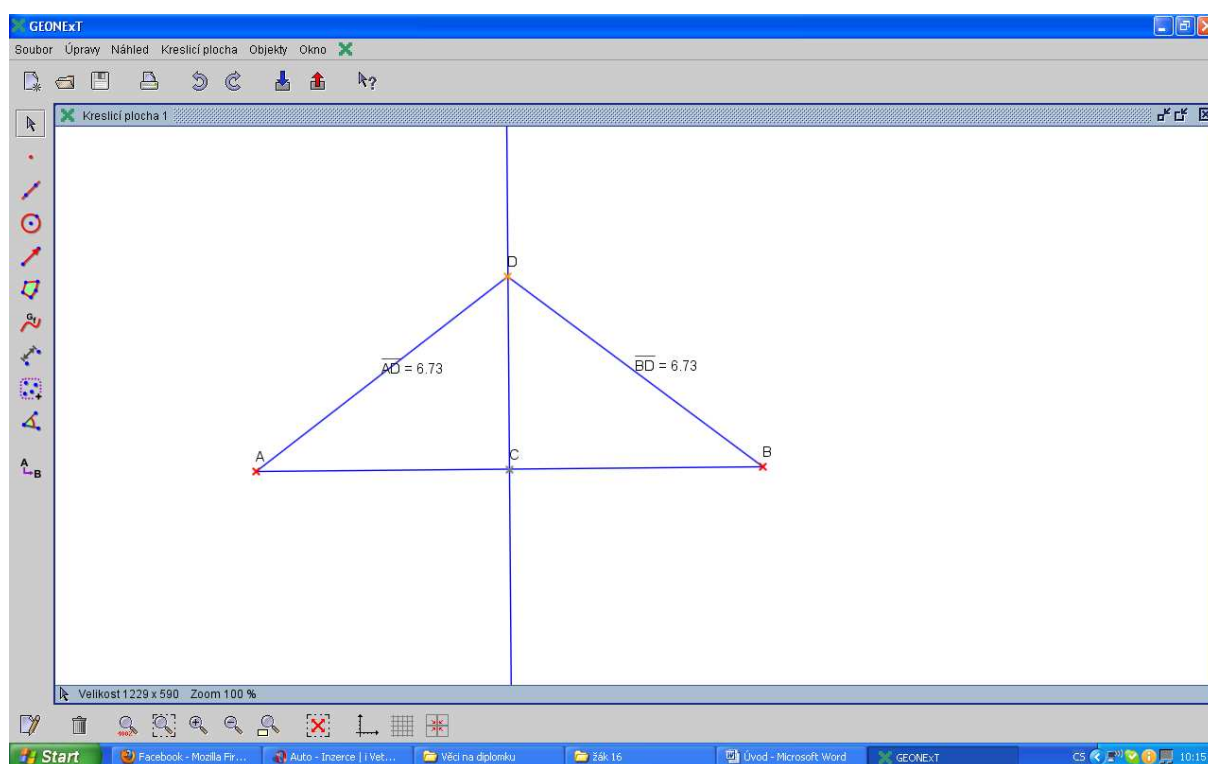 GEONExT
Soubor Úpravy Náhled Kreslicí plocha Objekty Okno
Kreslicí plocha 1
D
AD = 6.73
BD = 6.73
A
C
B
A
B
Velikost 1229 x 590 Zoom 100 %
Start
Facebook - Mozilla Fir...
Auto - Inzerce | i Vet...
Věci na diplomku
žák 16
Úvod - Microsoft Word
GEONExT
CS
10:15